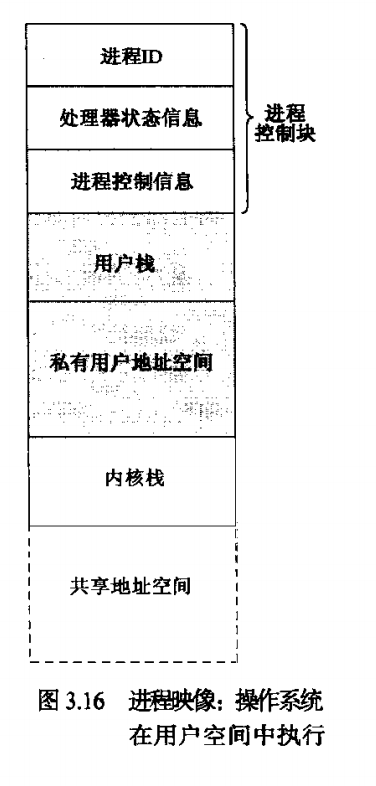 进程ID
处理器状态信息
进程控制信息
进程
控制块
用户栈
私有用户地址空间
内核栈
共享地址空间
图 3.16 进程映像：操作系统
在用户空间中执行